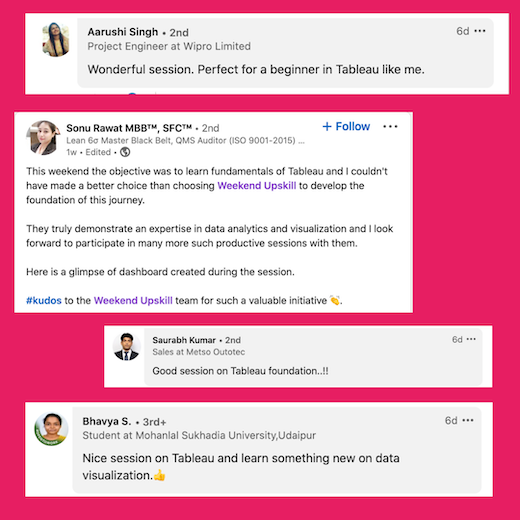 Aarushi Singh • 2nd
6d •••
Project Engineer at Wipro Limited
Wonderful session. Perfect for a beginner in Tableau like me.
Sonu Rawat MBB™, SFC™ • 2nd
+ Follow •••
Lean 6σ Master Black Belt, QMS Auditor (ISO 9001-2015) ...
1w • Edited •
This weekend the objective was to learn fundamentals of Tableau and I couldn't
have made a better choice than choosing Weekend Upskill to develop the
foundation of this journey.
They truly demonstrate an expertise in data analytics and visualization and I look
forward to participate in many more such productive sessions with them.
Here is a glimpse of dashboard created during the session.
#kudos to the Weekend Upskill team for such a valuable initiative 👏.
Saurabh Kumar • 2nd
6d •••
Sales at Metso Outotec
Good session on Tableau foundation..!!
Bhavya S. • 3rd+
6d •••
Student at Mohanlal Sukhadia University,Udaipur
Nice session on Tableau and learn something new on data
visualization.👍